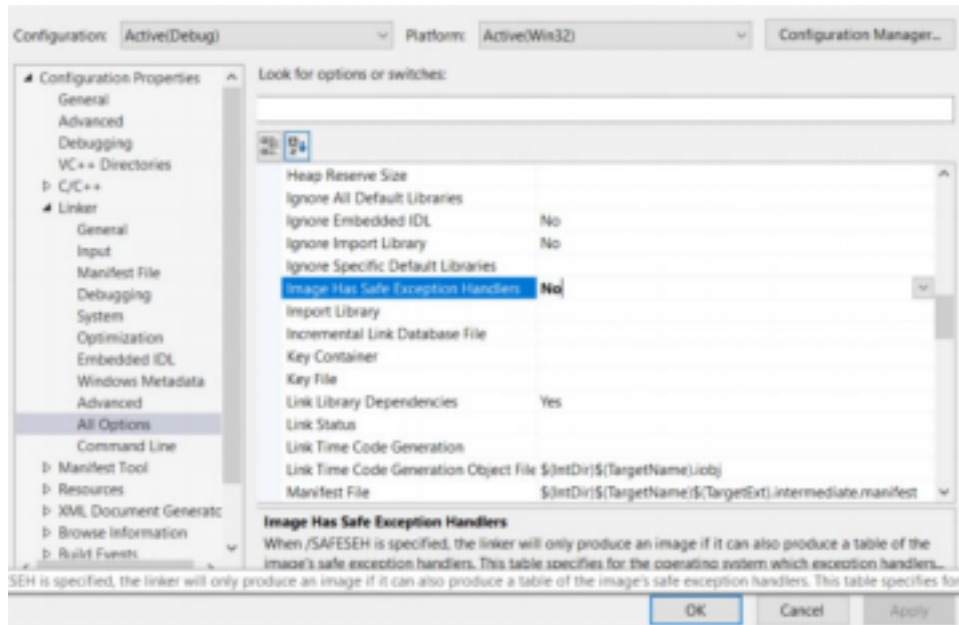 Configuration: Active(Debug) Platform: Active(Win32) Configuration Manager...
Configuration Properties
General
Advanced
Debugging
VC++ Directories
C/C++
Linker
General
Input
Manifest File
Debugging
System
Optimization
Embedded IDL
Windows Metadata
Advanced
All Options
Command Line
Manifest Tool
Resources
XML Document Generatc
Browse Information
Build Events
Look for options or switches:
Heap Reserve Size
Ignore All Default Libraries
Ignore Embedded IDL No
Ignore Import Library No
Ignore Specific Default Libraries
Image Has Safe Exception Handlers No
Import Library
Incremental Link Database File
Key Container
Key File
Link Library Dependencies Yes
Link Status
Link Time Code Generation
Link Time Code Generation Object File $(IntDir)$(TargetName).iobj
Manifest File $(IntDir)$(TargetName)$(TargetExt).intermediate.manifest
Image Has Safe Exception Handlers
When /SAFESEH is specified, the linker will only produce an image if it can also produce a table of the
image's safe exception handlers. This table specifies for the operating system which exception handlers...
SEH is specified, the linker will only produce an image if it can also produce a table of the image's safe exception handlers. This table specifies for
OK Cancel Apply